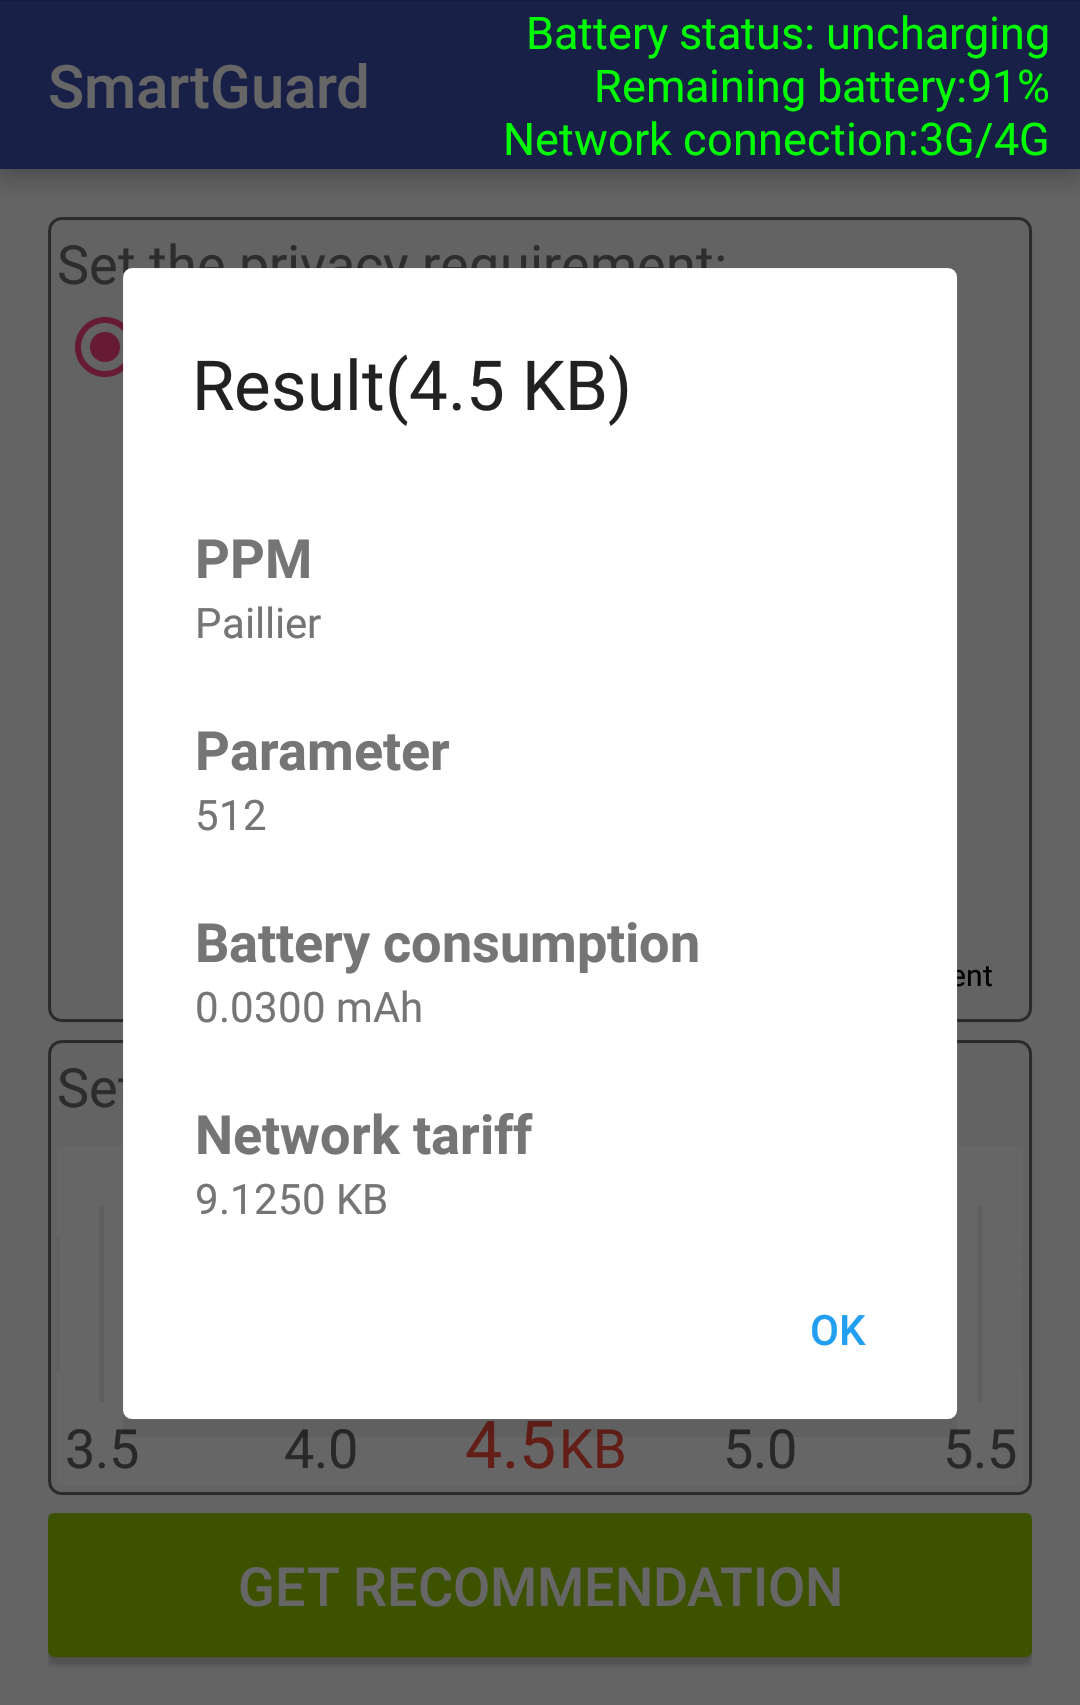 SmartGuard
Battery status: uncharging
Remaining battery:91%
Network connection:3G/4G
Set the privacy requirement:
Result(4.5 KB)
PPM
Paillier
Parameter
512
Battery consumption
0.0300 mAh
Network tariff
9.1250 KB
OK
3.5 4.0 4.5KB 5.0 5.5
GET RECOMMENDATION